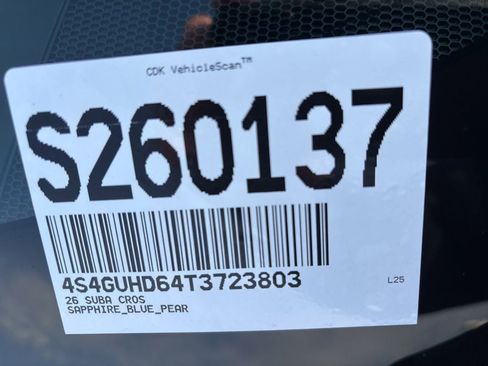 CDK VehicleScan™
S260137
4S4GUHD64T3723803
26 SUBA CROS
L25
SAPPHIRE_BLUE_PEAR